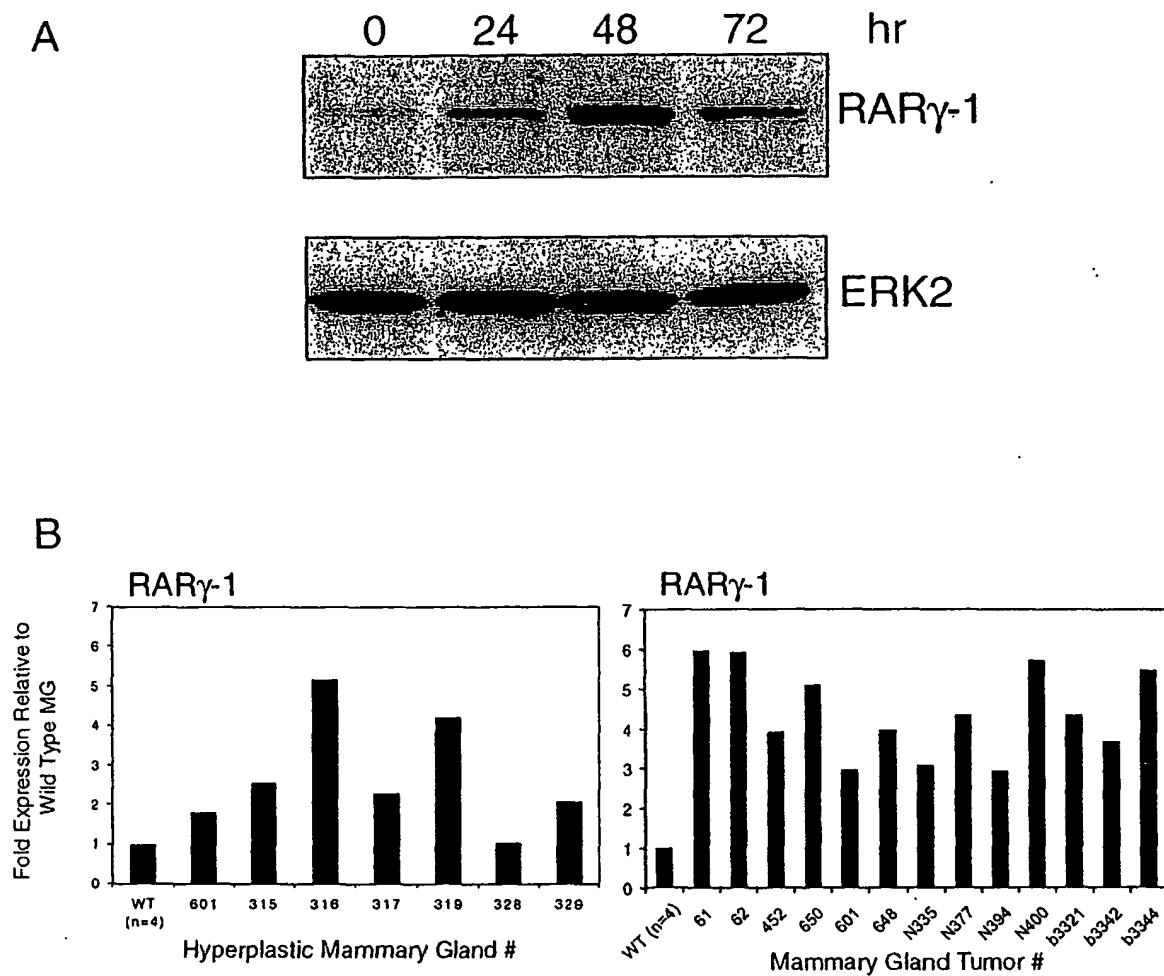 A
0 24 48 72 hr
RARγ-1
ERK2
B
RARγ-1
Fold Expression Relative to
Wild Type MG
7
6
5
4
3
2
1
0
WT
(n=4)
601 315 316 317 319 328 329
Hyperplastic Mammary Gland #
RARγ-1
7
6
5
4
3
2
1
0
WT (n=4) 61 62 452 650 601 648 N335 N377 N394 N400 b3321 b3342 b3344
Mammary Gland Tumor #